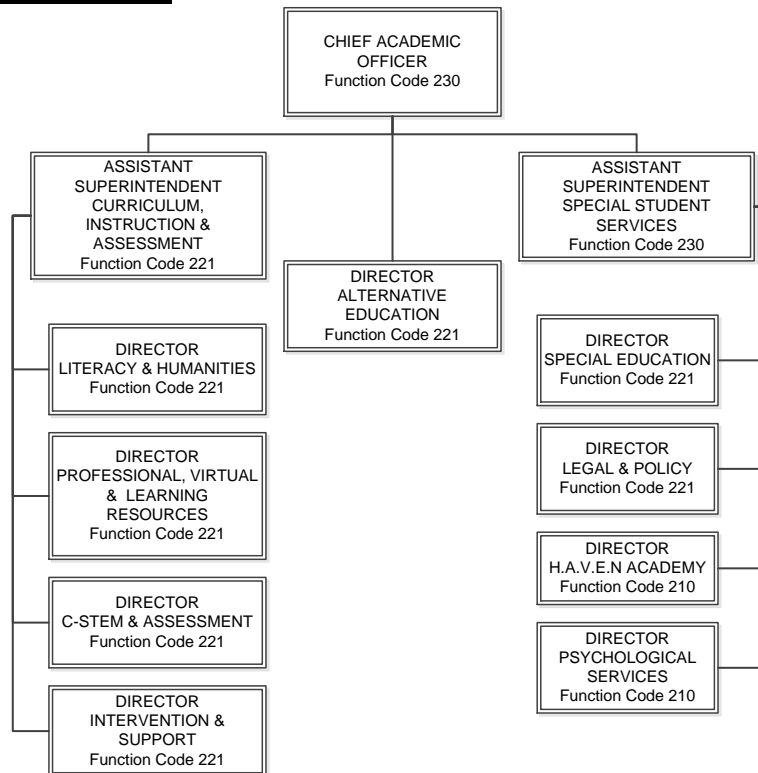 CHIEF ACADEMIC
OFFICER
Function Code 230
ASSISTANT
SUPERINTENDENT
CURRICULUM,
INSTRUCTION &
ASSESSMENT
Function Code 221
DIRECTOR
ALTERNATIVE
EDUCATION
Function Code 221
ASSISTANT
SUPERINTENDENT
SPECIAL STUDENT
SERVICES
Function Code 230
DIRECTOR
LITERACY & HUMANITIES
Function Code 221
DIRECTOR
PROFESSIONAL, VIRTUAL
& LEARNING
RESOURCES
Function Code 221
DIRECTOR
C-STEM & ASSESSMENT
Function Code 221
DIRECTOR
INTERVENTION &
SUPPORT
Function Code 221
DIRECTOR
SPECIAL EDUCATION
Function Code 221
DIRECTOR
LEGAL & POLICY
Function Code 221
DIRECTOR
H.A.V.E.N ACADEMY
Function Code 210
DIRECTOR
PSYCHOLOGICAL
SERVICES
Function Code 210